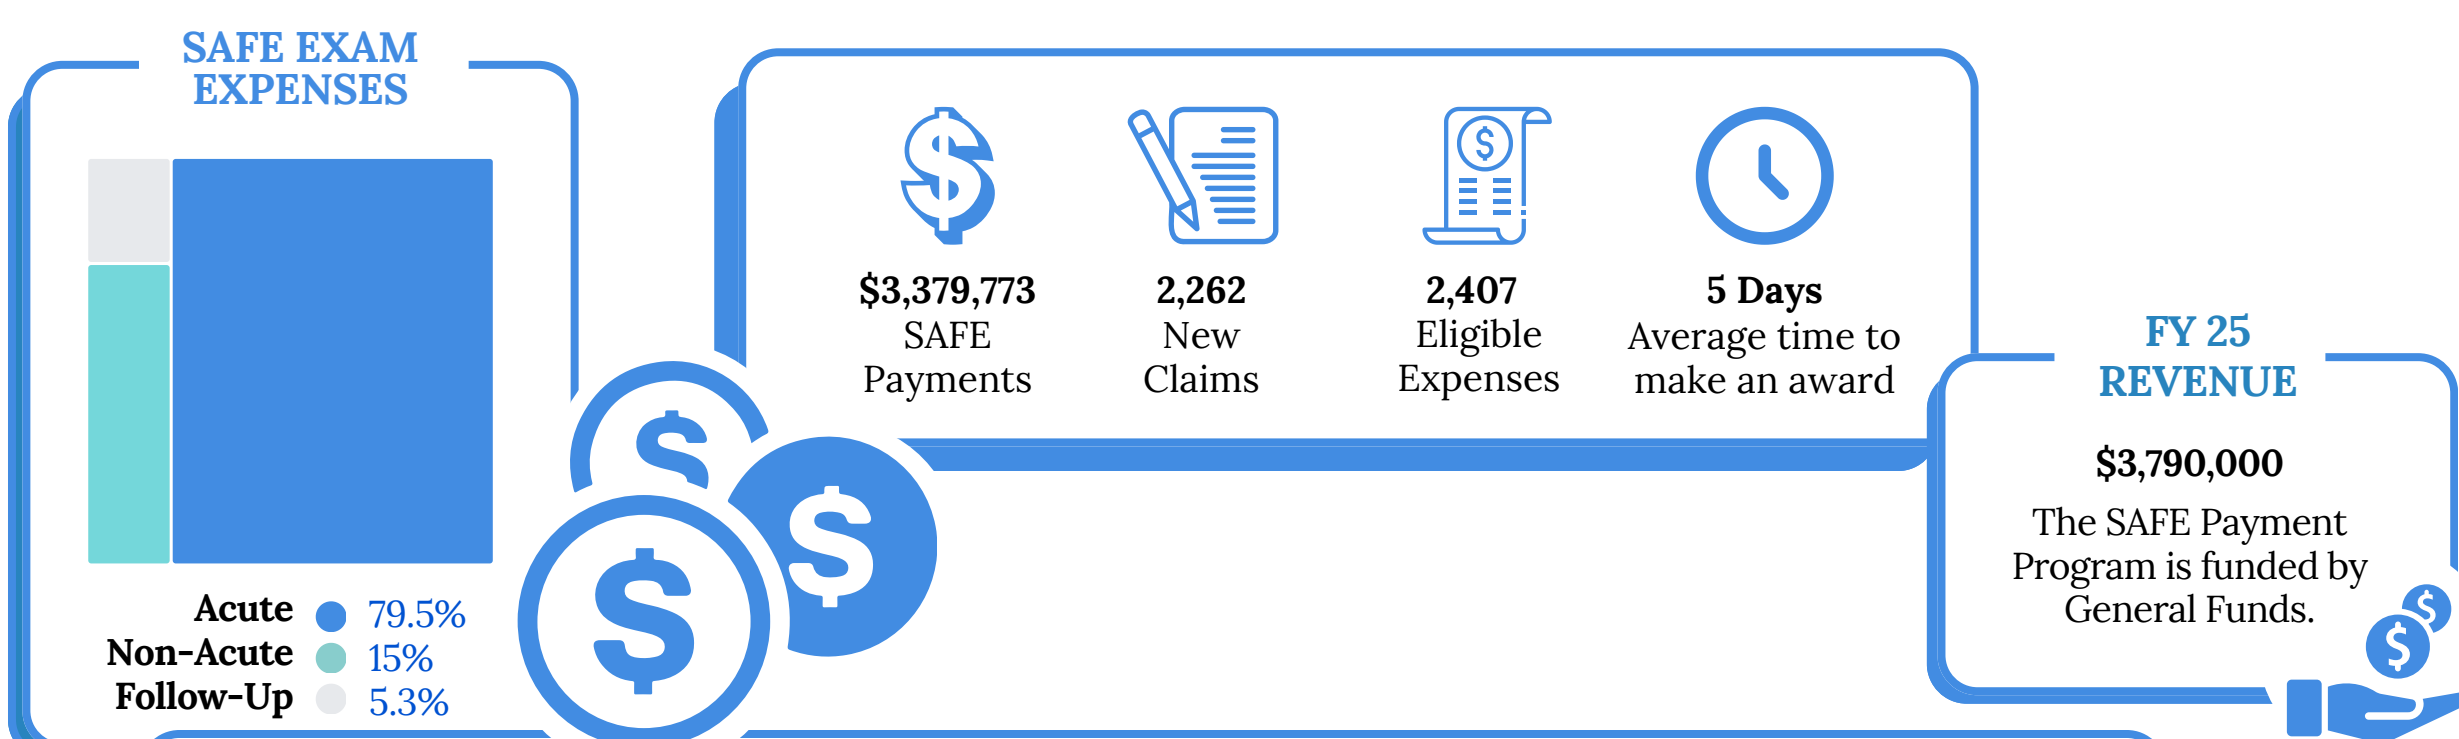 SAFE EXAM
EXPENSES
Acute 79.5%
Non-Acute 15%
Follow-Up 5.3%
$
$
$
$3,379,773
SAFE
Payments
2,262
New
Claims
$
2,407
Eligible
Expenses
5 Days
Average time to
make an award
FY 25
REVENUE
$3,790,000
The SAFE Payment
Program is funded by
General Funds.
$
$